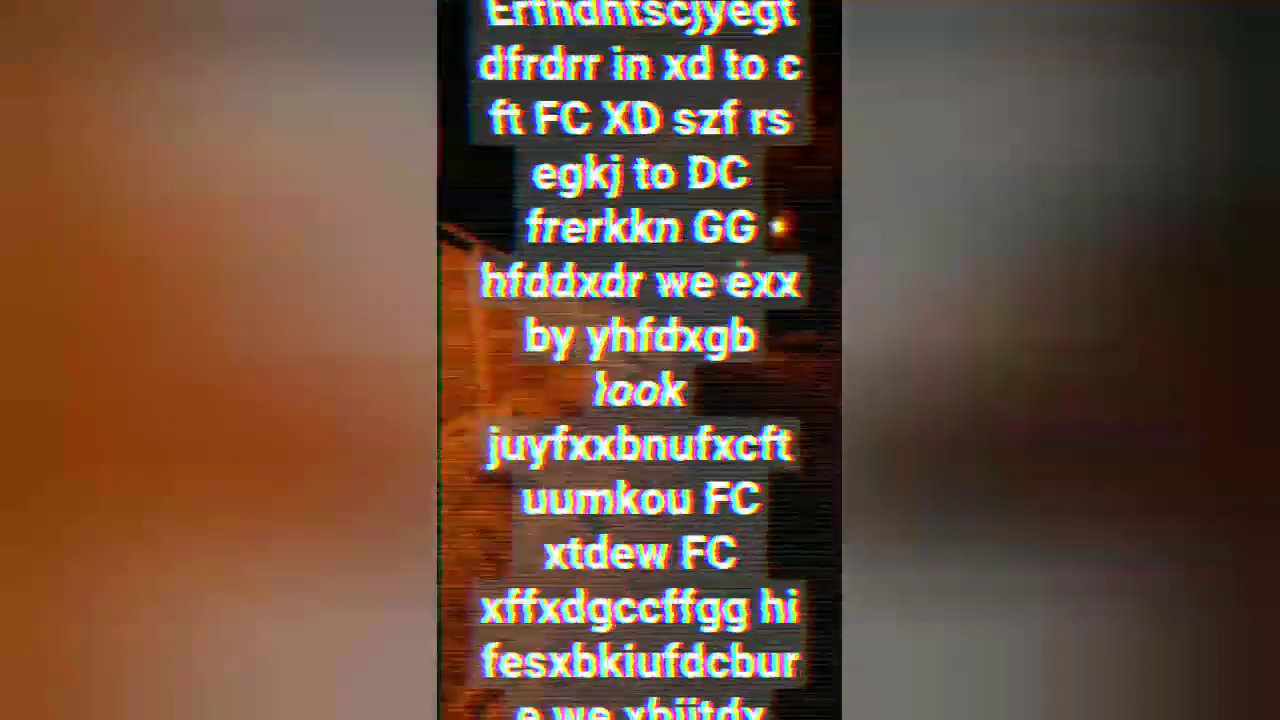 dfrdrr in xd to c
ft FC XD szf rs
egkj to DC
frerkkn GG
hfddxdr we exx
by yhfdxgb
look
juyfxxbnufxcft
uumkou FC
xtdew FC
xffxdgccffgg hi
fesxbkiufdcbur
e we